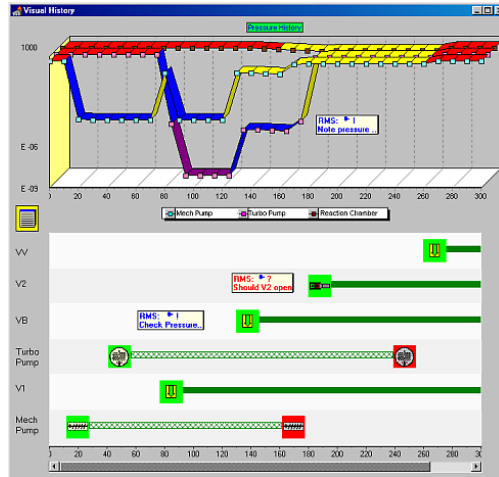 Visual History
Pressure History
1000
E -06
E -09
RMS: !
Note pressure ..
0 20 40 60 80 100 120 140 160 180 200 220 240 260 280 300
Mech Pump Turbo Pump Reaction Chamber
VV
V2
RMS: ?
Should V2 open
VB
RMS: !
Check Pressure..
Turbo
Pump
V1
Mech
Pump
0 20 40 60 80 100 120 140 160 180 200 220 240 260 280 300